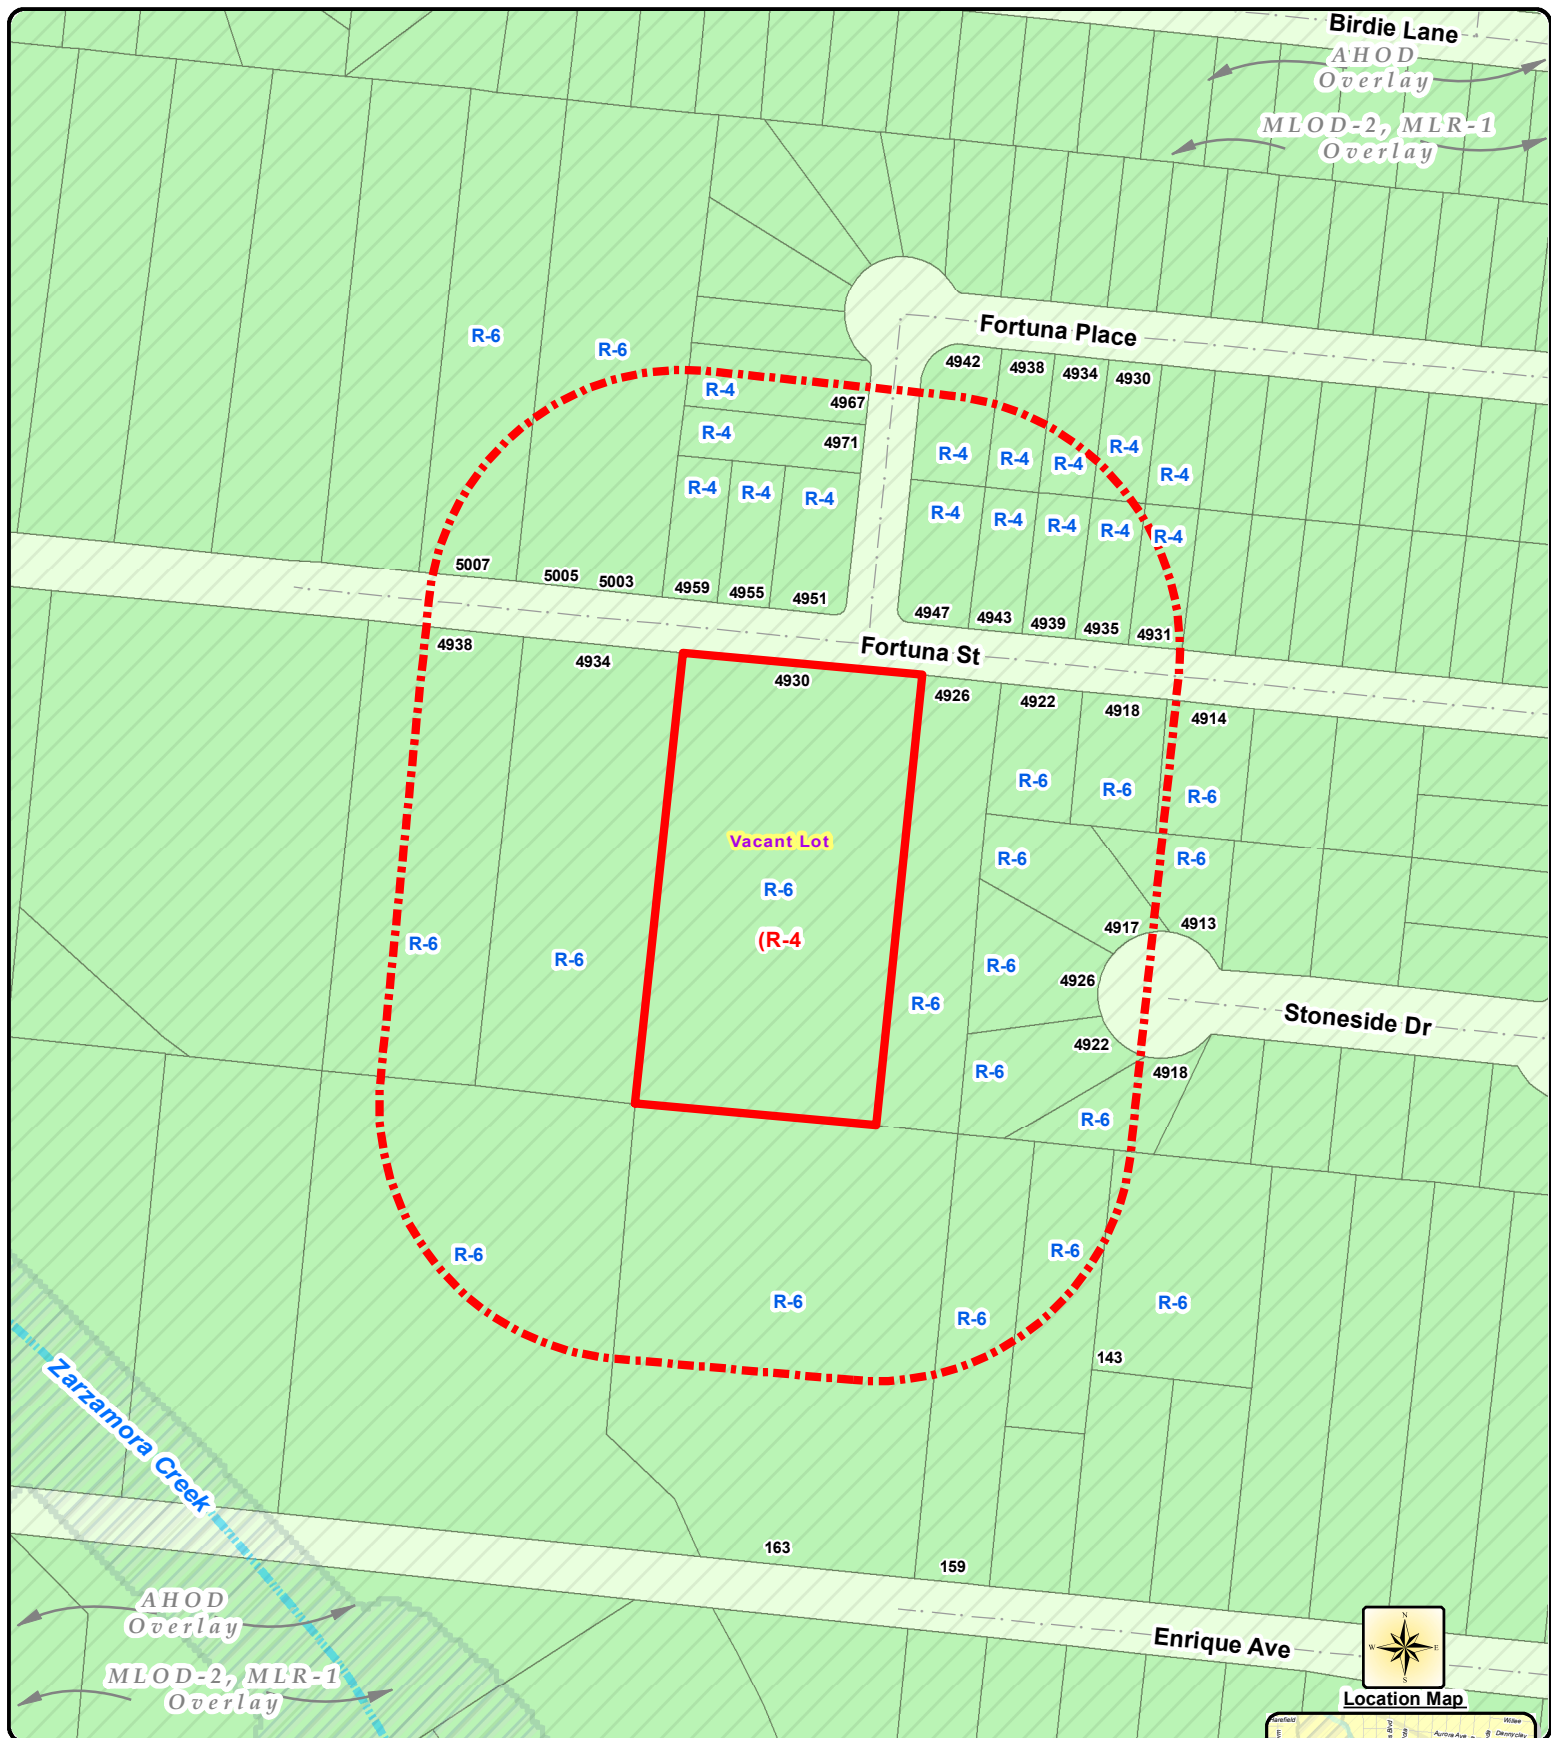 Birdie Lane
AHOD
Overlay
MLOD-2, MLR-1
Overlay
Fortuna Place
R-6
R-6
4942
4938
4934
4930
R-4
4967
R-4
4971
R-4
R-4
R-4
R-4
R-4
R-4
R-4
R-4
R-4
R-4
R-4
R-4
R-4
5007
5005
5003
4959
4955
4951
4947
4943
4939
4935
4931
Fortuna St
4938
4934
4930
4926
4922
4918
4914
R-6
R-6
R-6
Vacant Lot
R-6
R-6
R-6
(R-4
4917
4913
R-6
R-6
R-6
4926
R-6
Stoneside Dr
4922
R-6
4918
R-6
R-6
R-6
R-6
R-6
R-6
R-6
143
Zarzamora Creek
163
159
AHOD
Overlay
MLOD-2, MLR-1
Overlay
Enrique Ave
N
W
E
S
Location Map
Willee
Aurora Ave
Dannycley